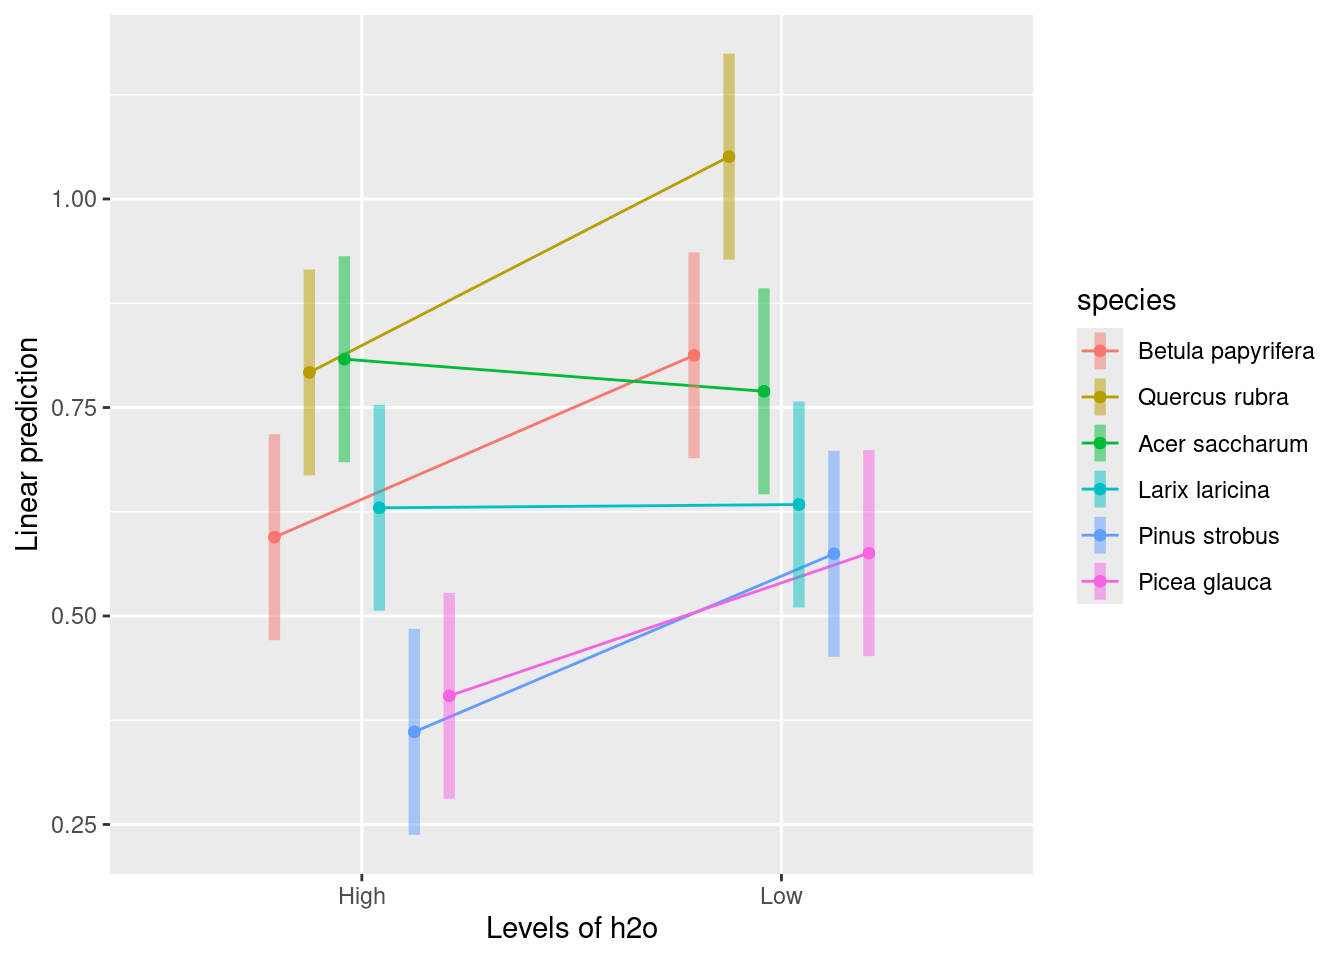 Linear prediction
1.00
0.75
0.50
0.25
High
Low
Levels of h2o
species
Betula papyrifera
Quercus rubra
Acer saccharum
Larix laricina
Pinus strobus
Picea glauca